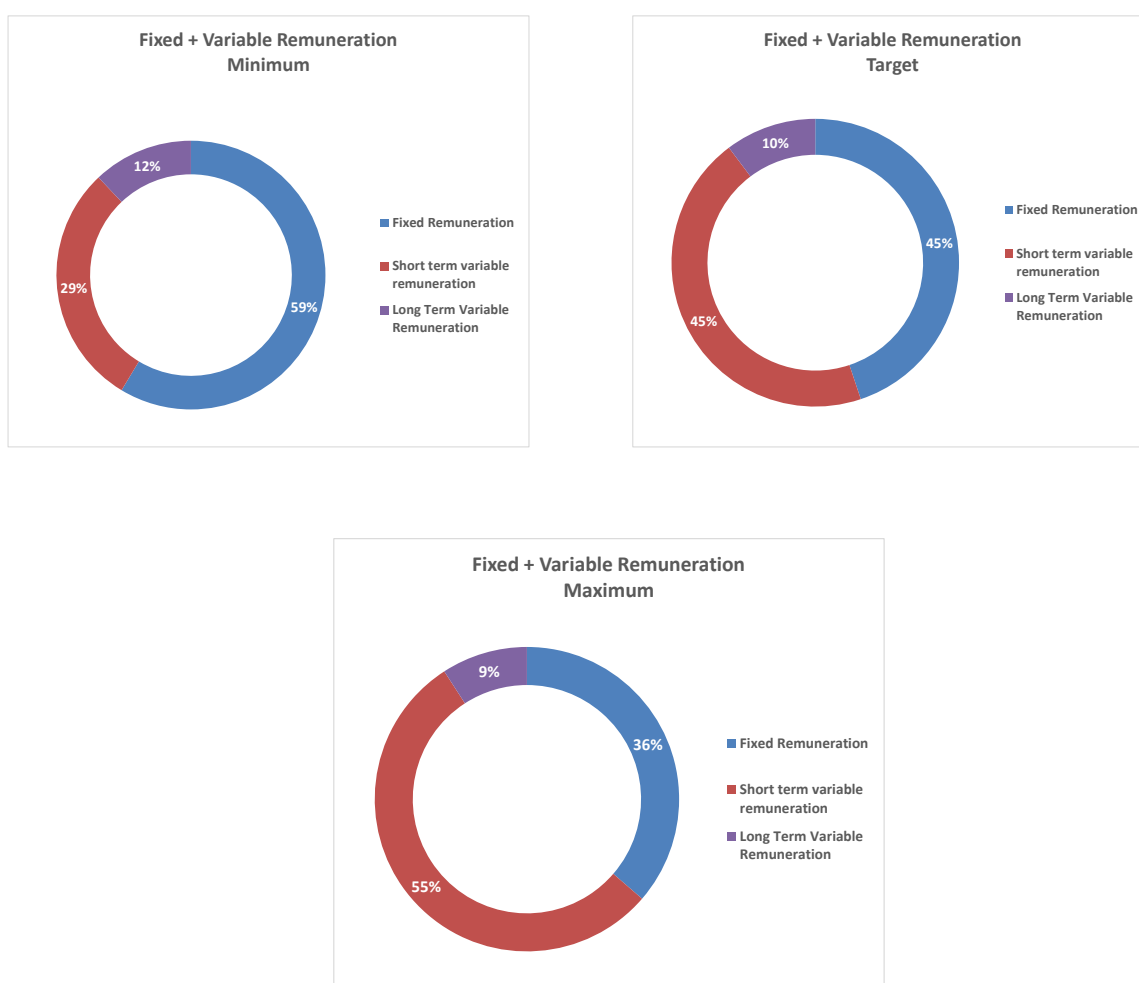 Fixed + Variable Remuneration
Minimum
12%
29%
59%
Fixed Remuneration
Short term variable
remuneration
Long Term Variable
Remuneration
Fixed + Variable Remuneration
Target
10%
45%
45%
Fixed Remuneration
Short term variable
remuneration
Long Term Variable
Remuneration
Fixed + Variable Remuneration
Maximum
9%
36%
55%
Fixed Remuneration
Short term variable
remuneration
Long Term Variable
Remuneration